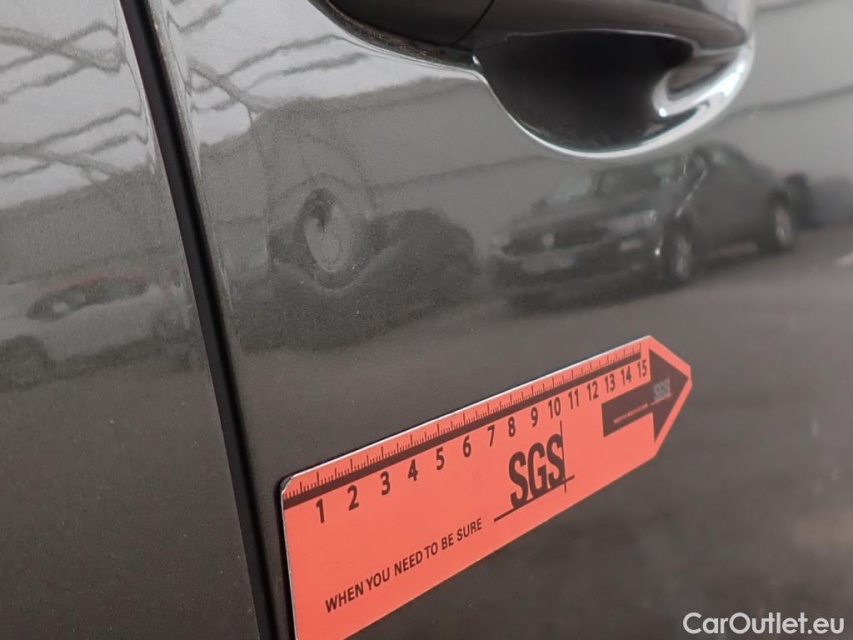 1 2 3 4 5 6 7 8 9 10 11 12 13 14 15
SGS
SGS
WHEN YOU NEED TO BE SURE
CarOutlet.eu